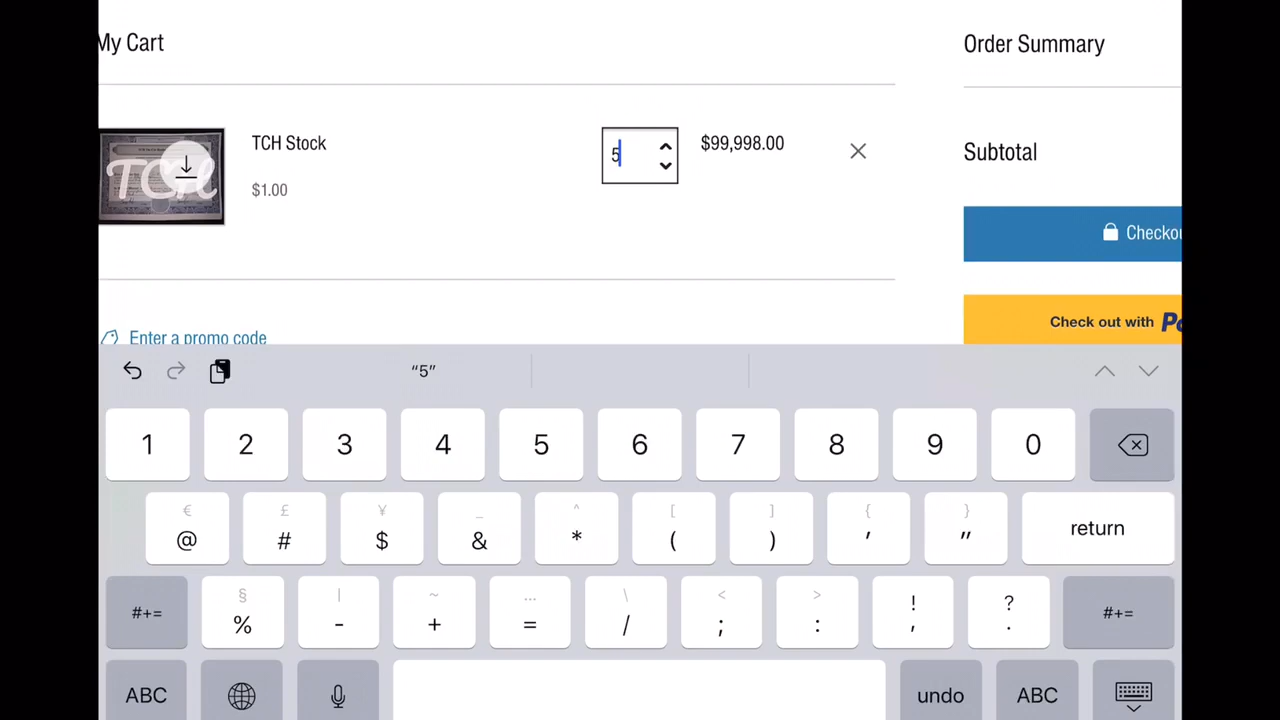 My Cart
Order Summary
TCH Stock
$1.00
5
$99,998.00
TCH
Subtotal
Checkou
Enter a promo code
Check out with
“5”
1 2 3 4 5 6 7 8 9 0
€ £ ¥ _ ^ [ ] { }
@ # $ & * ( ) ' " return
§ | ~ … \ < > ! ?
#+= % - + = / ; : , . #+=
ABC undo ABC